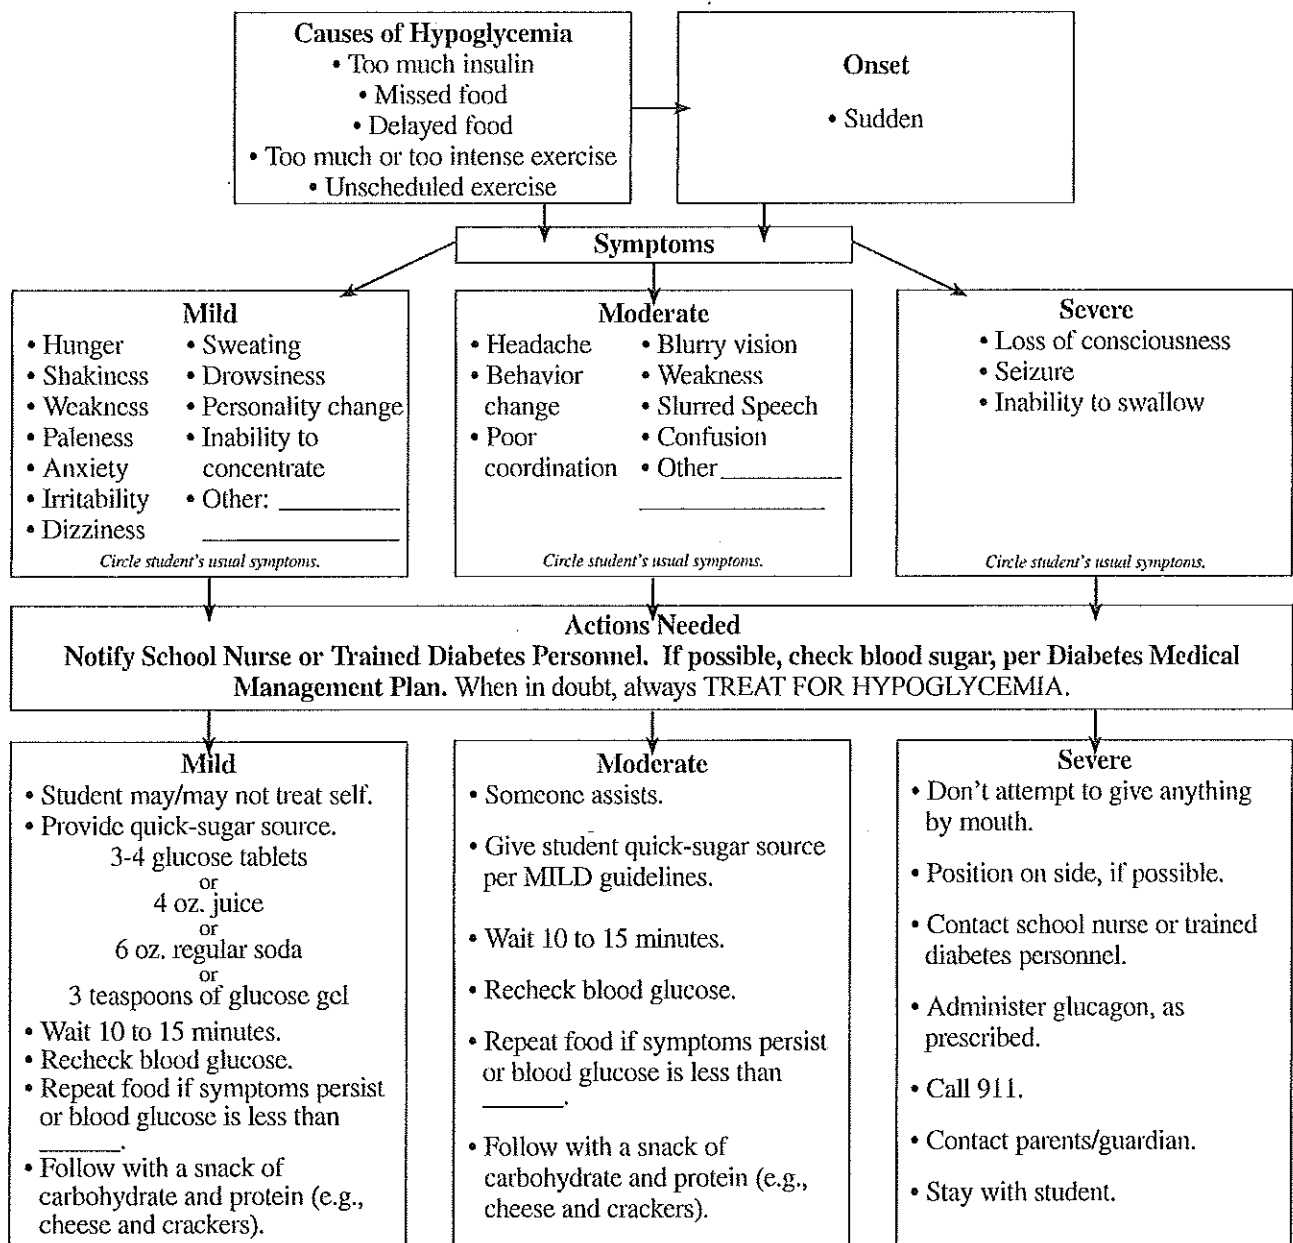 Causes of Hypoglycemia
• Too much insulin
• Missed food
• Delayed food
• Too much or too intense exercise
• Unscheduled exercise
Onset
• Sudden
Symptoms
Mild
• Hunger
• Shakiness
• Weakness
• Paleness
• Anxiety
• Irritability
• Dizziness
• Sweating
• Drowsiness
• Personality change
• Inability to
concentrate
• Other: __________
__________
Circle student's usual symptoms.
Moderate
• Headache
• Behavior
change
• Poor
coordination
• Blurry vision
• Weakness
• Slurred Speech
• Confusion
• Other __________
__________
Circle student's usual symptoms.
Severe
• Loss of consciousness
• Seizure
• Inability to swallow
Circle student's usual symptoms.
Actions Needed
Notify School Nurse or Trained Diabetes Personnel. If possible, check blood sugar, per Diabetes Medical
Management Plan. When in doubt, always TREAT FOR HYPOGLYCEMIA.
Mild
• Student may/may not treat self.
• Provide quick-sugar source.
3-4 glucose tablets
or
4 oz. juice
or
6 oz. regular soda
or
3 teaspoons of glucose gel
• Wait 10 to 15 minutes.
• Recheck blood glucose.
• Repeat food if symptoms persist
or blood glucose is less than
______.
• Follow with a snack of
carbohydrate and protein (e.g.,
cheese and crackers).
Moderate
• Someone assists.
• Give student quick-sugar source
per MILD guidelines.
• Wait 10 to 15 minutes.
• Recheck blood glucose.
• Repeat food if symptoms persist
or blood glucose is less than
______.
• Follow with a snack of
carbohydrate and protein (e.g.,
cheese and crackers).
Severe
• Don't attempt to give anything
by mouth.
• Position on side, if possible.
• Contact school nurse or trained
diabetes personnel.
• Administer glucagon, as
prescribed.
• Call 911.
• Contact parents/guardian.
• Stay with student.